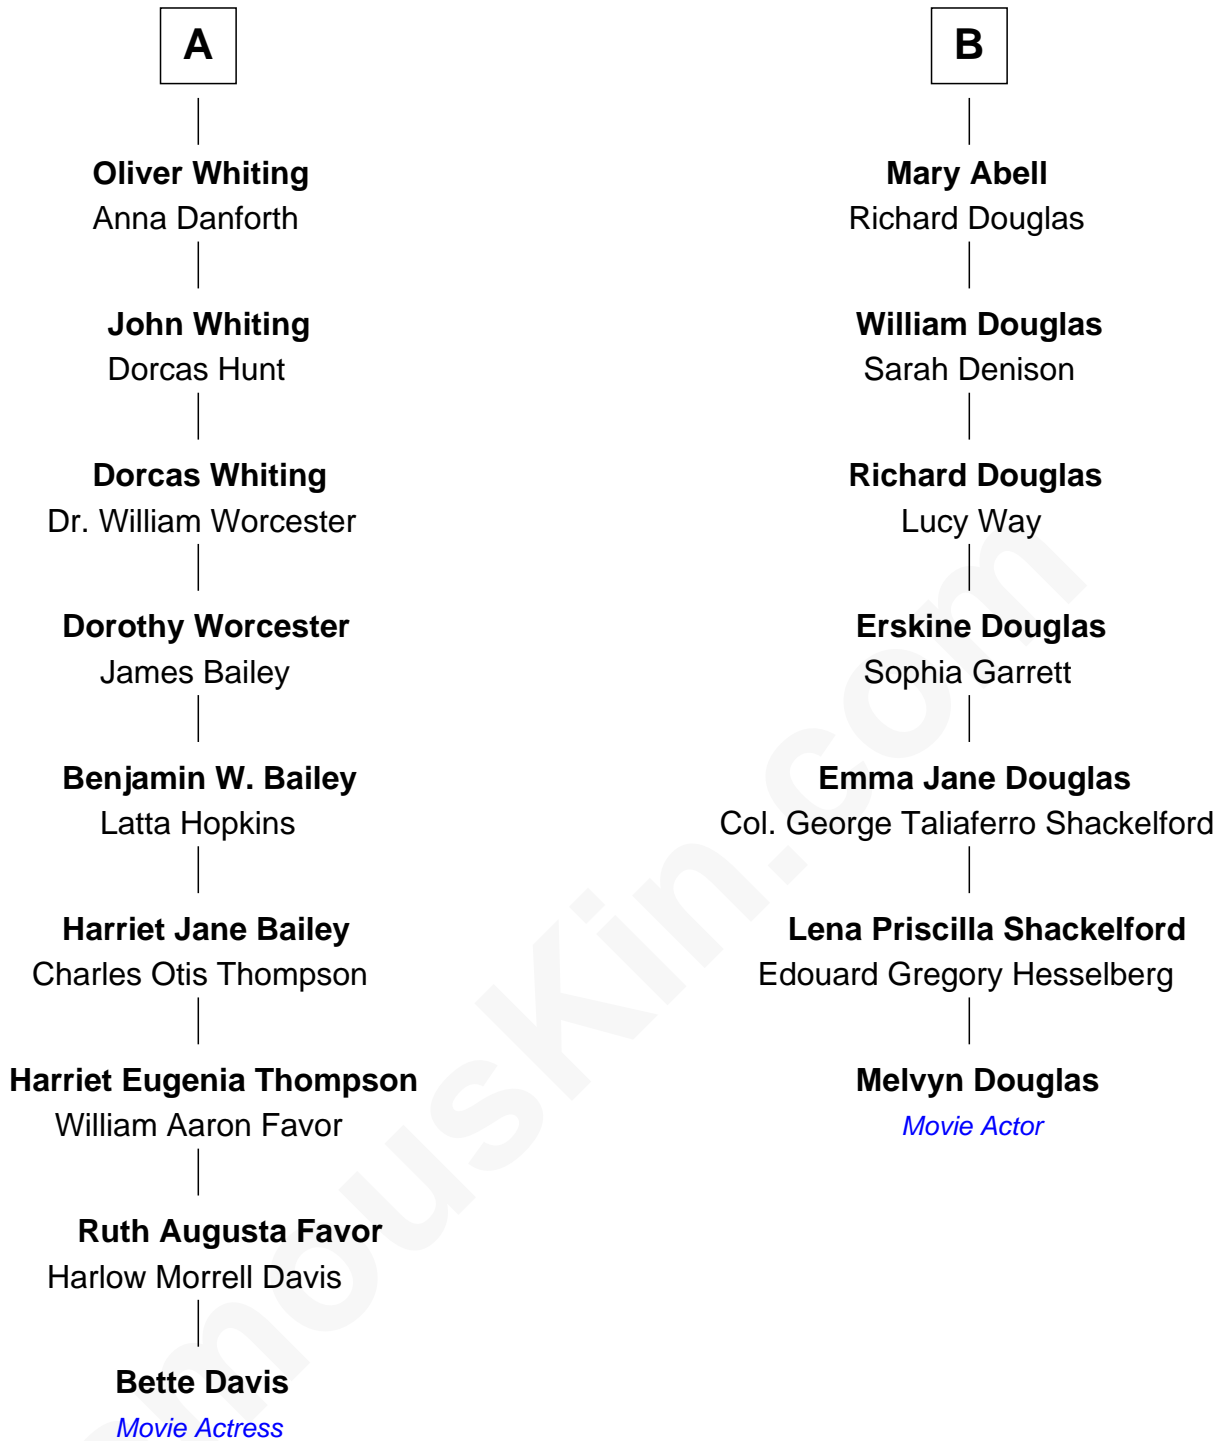 A
Oliver Whiting
Anna Danforth
John Whiting
Dorcas Hunt
Dorcas Whiting
Dr. William Worcester
Dorothy Worcester
James Bailey
Benjamin W. Bailey
Latta Hopkins
Harriet Jane Bailey
Charles Otis Thompson
Harriet Eugenia Thompson
William Aaron Favor
Ruth Augusta Favor
Harlow Morrell Davis
Bette Davis
Movie Actress
B
Mary Abell
Richard Douglas
William Douglas
Sarah Denison
Richard Douglas
Lucy Way
Erskine Douglas
Sophia Garrett
Emma Jane Douglas
Col. George Taliaferro Shackelford
Lena Priscilla Shackelford
Edouard Gregory Hesselberg
Melvyn Douglas
Movie Actor
mousKin.com